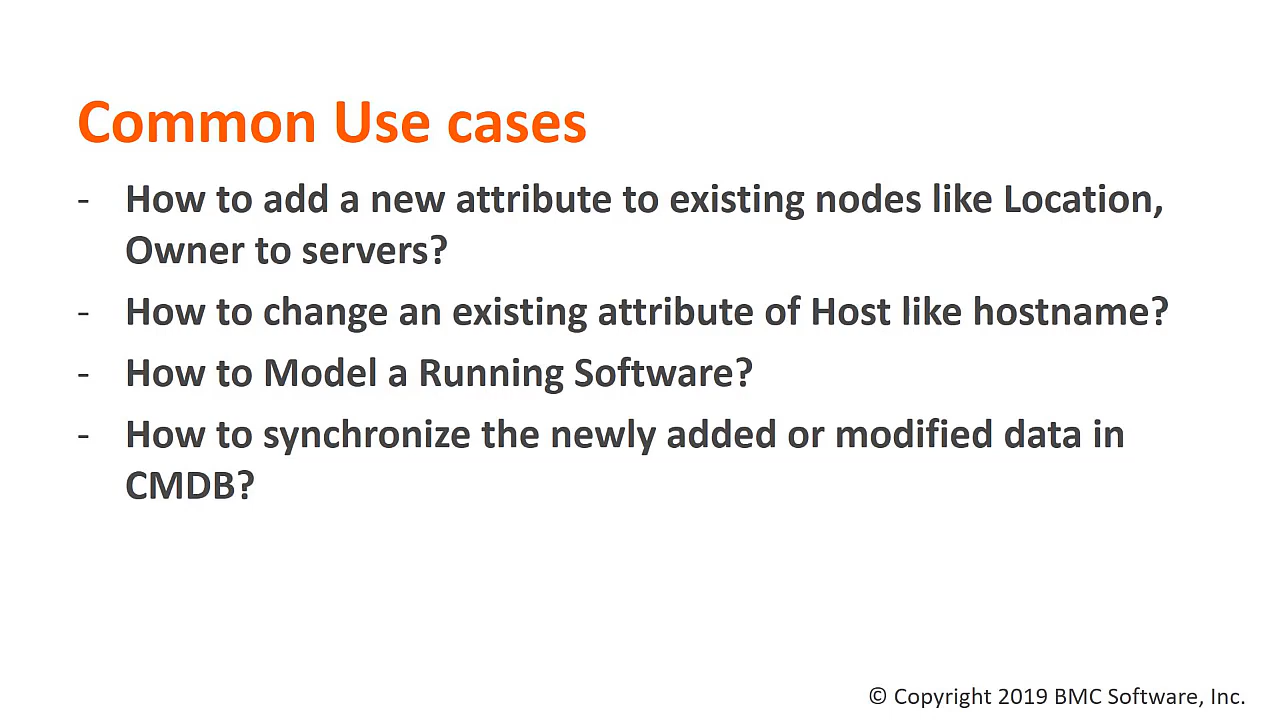 Common Use cases
- How to add a new attribute to existing nodes like Location,
Owner to servers?
- How to change an existing attribute of Host like hostname?
- How to Model a Running Software?
- How to synchronize the newly added or modified data in
CMDB?
© Copyright 2019 BMC Software, Inc.